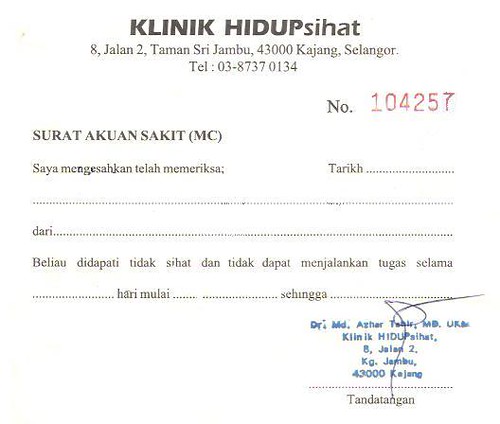 KLINIK HIDUPsihat
8, Jalan 2, Taman Sri Jambu, 43000 Kajang, Selangor.
Tel : 03-8737 0134
No. 104257
SURAT AKUAN SAKIT (MC)
Saya mengesahkan telah memeriksa; Tarikh ........................
................................................................................
dari................................................................................
Beliau didapati tidak sihat dan tidak dapat menjalankan tugas selama
...................... hari mulai ....... ............... sehingga ...........................
Dr. Md. Azhar Tahir, MD. UKM
Klinik HIDUPsihat,
8, Jalan 2,
Kg. Jambu,
43000 Kajang
Tandatangan